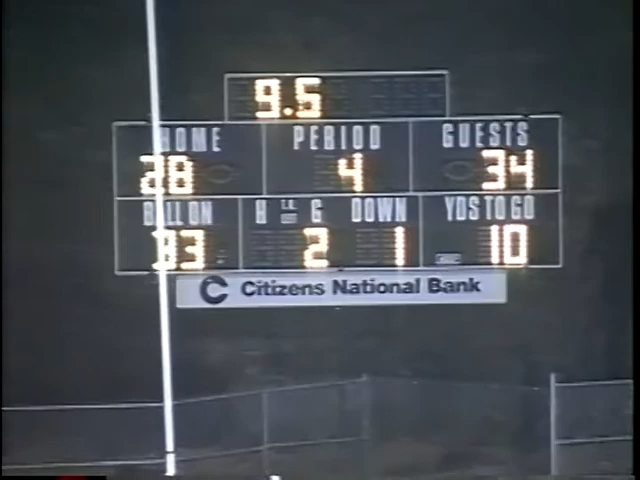 9.5
HOME PERIOD GUESTS
28 4 34
BALL ON H T.O. LEFT G DOWN YDS TO GO
33 2 1 10
C Citizens National Bank